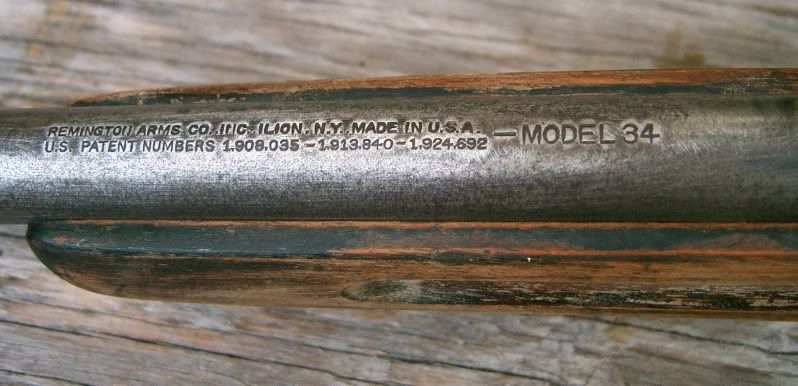 REMINGTON ARMS CO. INC. ILION. N.Y. MADE IN U.S.A.
U.S. PATENT NUMBERS 1.908.035 - 1.913.840 - 1.924.692
— MODEL 34